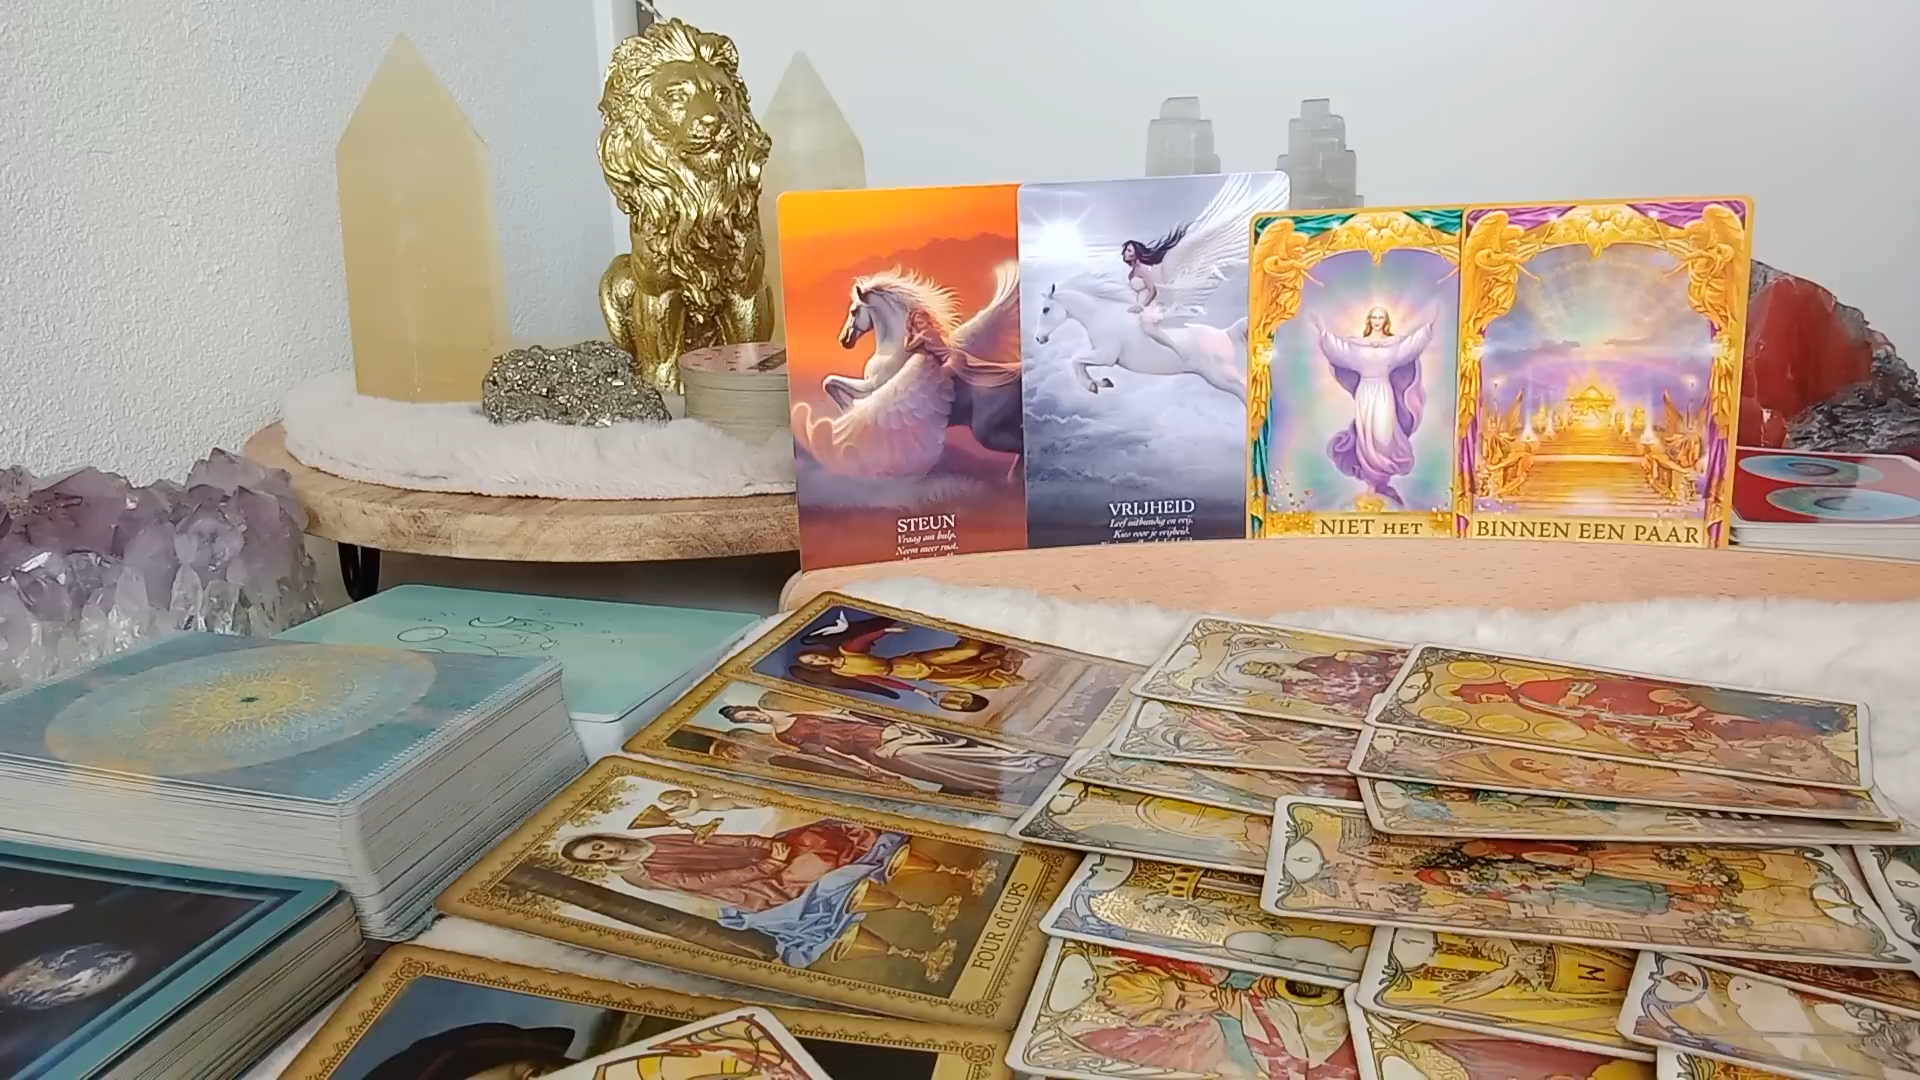 STEUN
Vraag om hulp.
Neem meer rust.
VRIJHEID
Leef uitbundig en vrij.
Kies voor je vrijheid.
NIET HET
BINNEN EEN PAAR
FOUR of CUPS
M